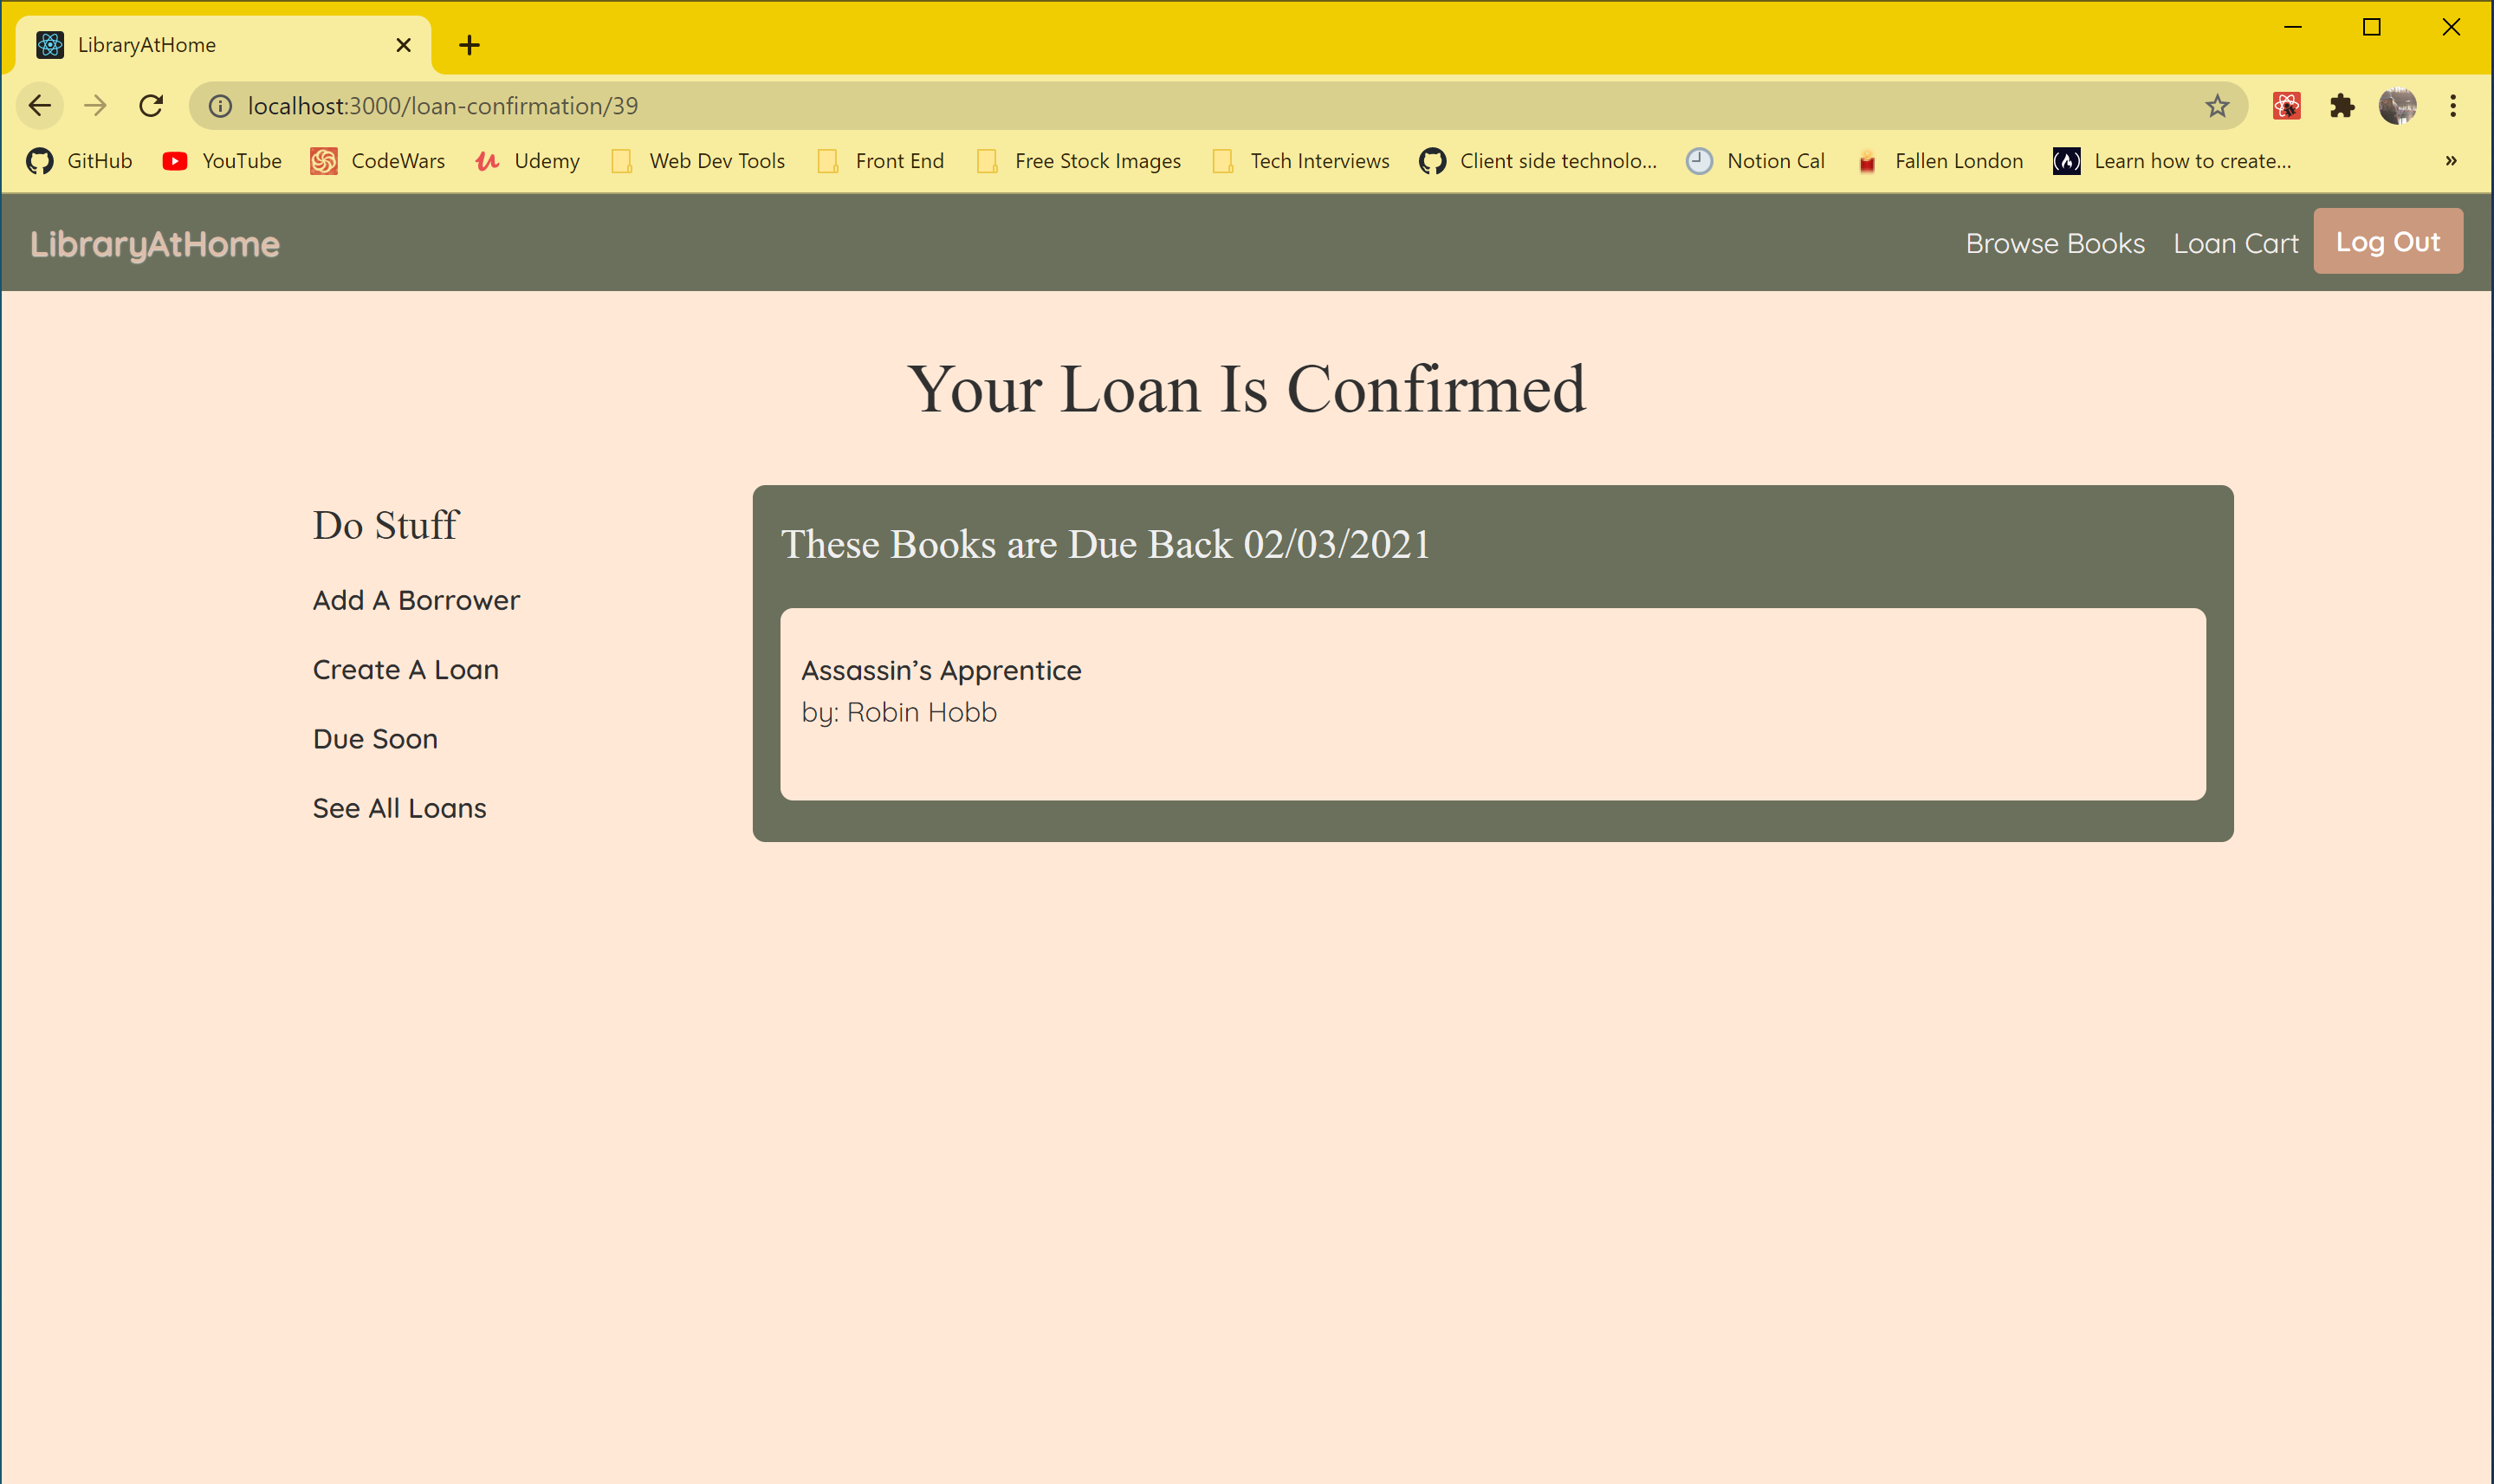 LibraryAtHome
localhost:3000/loan-confirmation/39
GitHub YouTube CodeWars Udemy Web Dev Tools Front End Free Stock Images Tech Interviews Client side technolo... Notion Cal Fallen London Learn how to create... »
LibraryAtHome Browse Books Loan Cart Log Out
Your Loan Is Confirmed
Do Stuff
Add A Borrower
Create A Loan
Due Soon
See All Loans
These Books are Due Back 02/03/2021
Assassin’s Apprentice
by: Robin Hobb